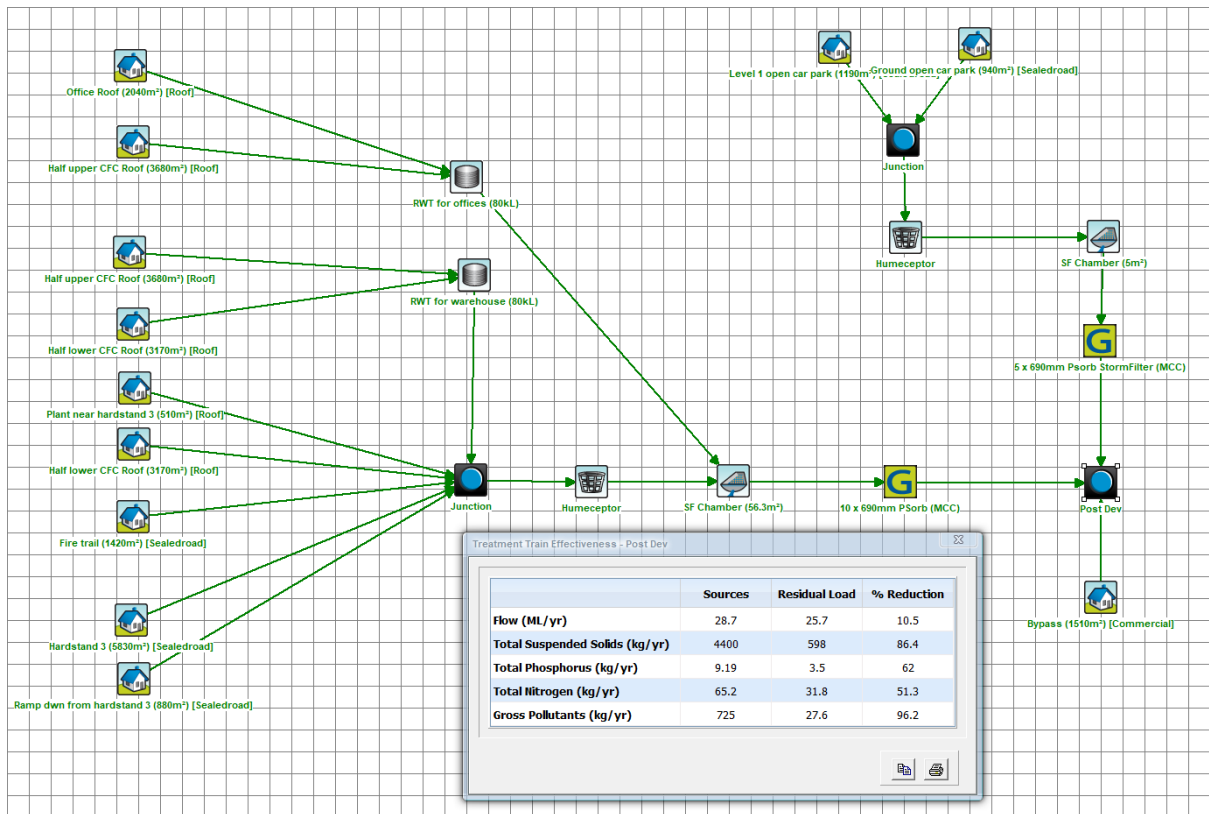 Office Roof (2040m²) [Roof]
Half upper CFC Roof (3680m²) [Roof]
RWT for offices (80kL)
Half upper CFC Roof (3680m²) [Roof]
RWT for warehouse (80kL)
Half lower CFC Roof (3170m²) [Roof]
Plant near hardstand 3 (510m²) [Roof]
Half lower CFC Roof (3170m²) [Roof]
Fire trail (1420m²) [Sealedroad]
Hardstand 3 (5830m²) [Sealedroad]
Ramp dwn from hardstand 3 (880m²) [Sealedroad]
Level 1 open car park (1190m²)
Ground open car park (940m²) [Sealedroad]
Junction
Humeceptor
SF Chamber (5m²)
G
5 x 690mm Psorb StormFilter (MCC)
Junction
Humeceptor
SF Chamber (56.3m²)
G
10 x 690mm PSorb (MCC)
Post Dev
Bypass (1510m²) [Commercial]
Treatment Train Effectiveness - Post Dev
Sources Residual Load % Reduction
Flow (ML/yr) 28.7 25.7 10.5
Total Suspended Solids (kg/yr) 4400 598 86.4
Total Phosphorus (kg/yr) 9.19 3.5 62
Total Nitrogen (kg/yr) 65.2 31.8 51.3
Gross Pollutants (kg/yr) 725 27.6 96.2